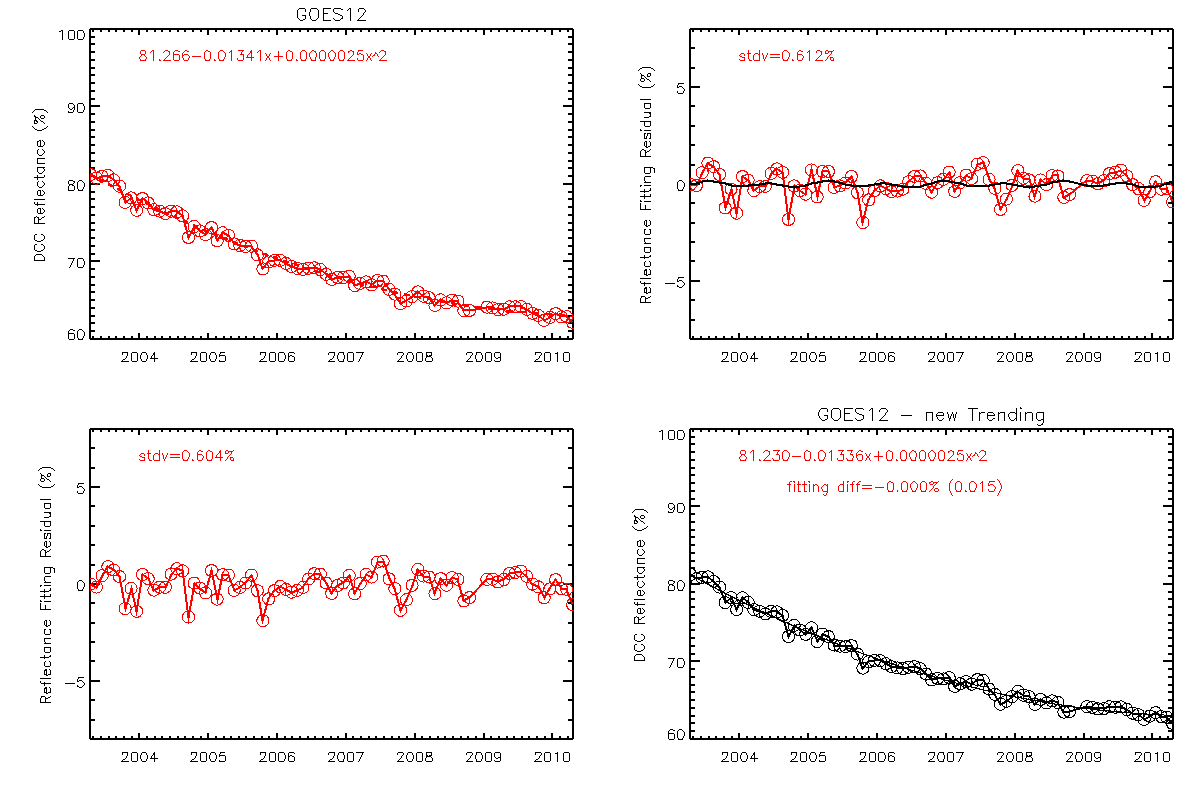 GOES12
81.266−0.01341x+0.0000025x^2
DCC Reflectance (%)
100
90
80
70
60
2004 2005 2006 2007 2008 2009 2010
stdv=0.612%
Reflectance Fitting Residual (%)
5
0
−5
2004 2005 2006 2007 2008 2009 2010
stdv=0.604%
Reflectance Fitting Residual (%)
5
0
−5
2004 2005 2006 2007 2008 2009 2010
GOES12 − new Trending
81.230−0.01336x+0.0000025x^2
fitting diff=−0.000% (0.015)
DCC Reflectance (%)
100
90
80
70
60
2004 2005 2006 2007 2008 2009 2010